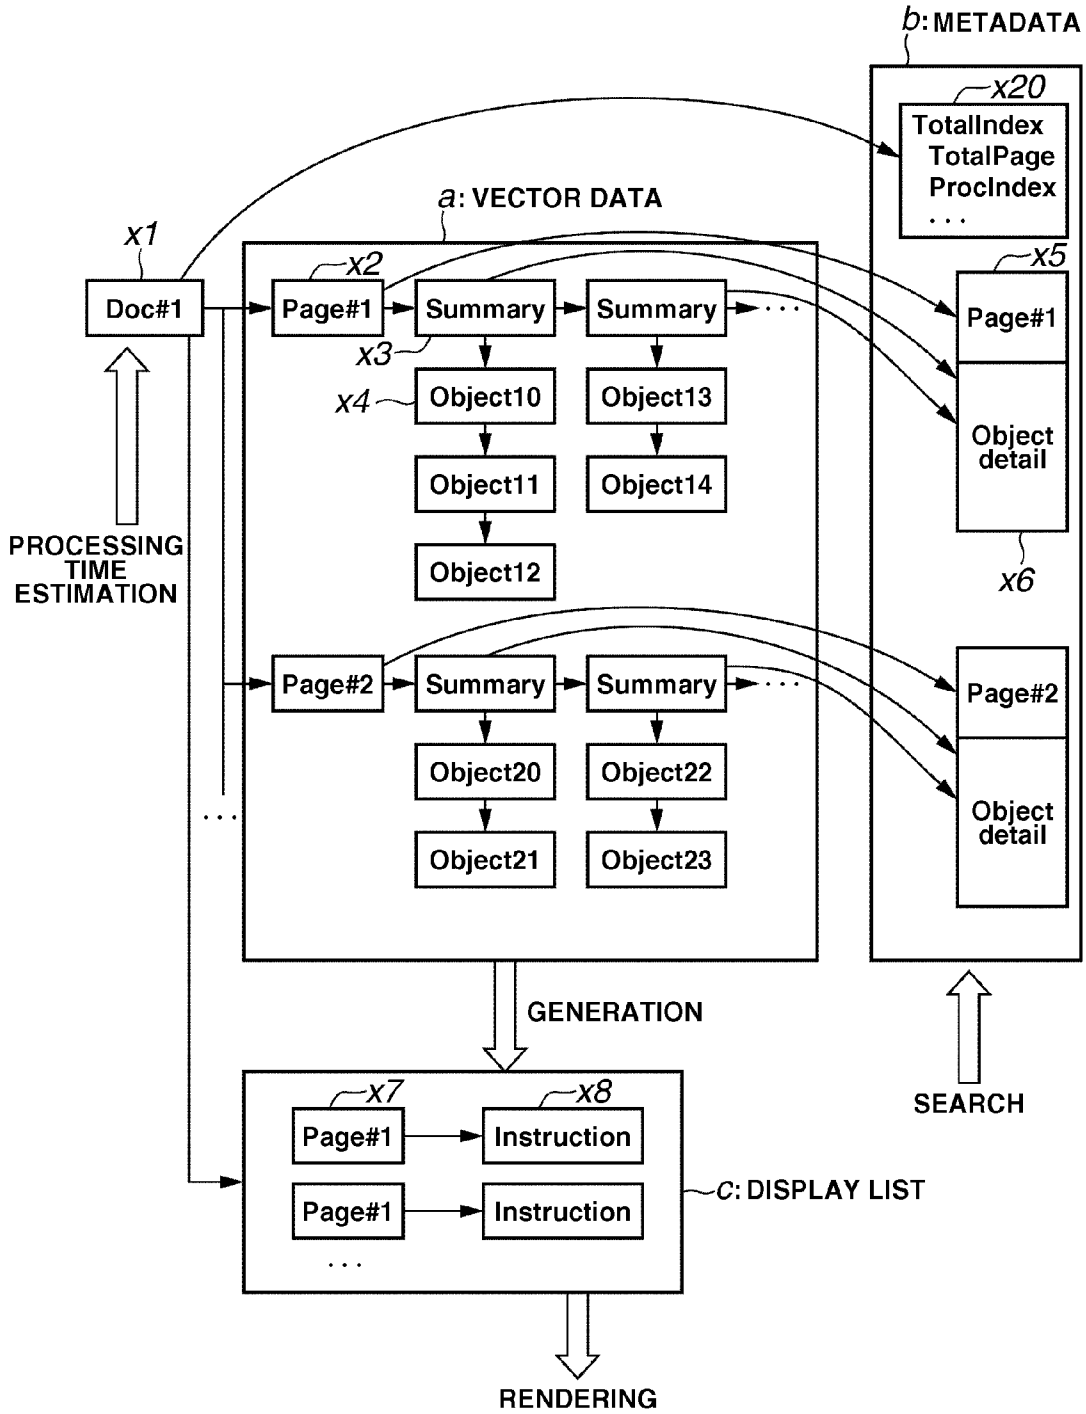 b: METADATA
x20
TotalIndex
TotalPage
ProcIndex
...
a: VECTOR DATA
x1
x2
x5
Doc#1
Page#1
Summary
Summary
...
Page#1
x3
x4
Object10
Object13
Object
detail
Object11
Object14
PROCESSING
TIME
ESTIMATION
Object12
x6
Page#2
Summary
Summary
...
Page#2
Object20
Object22
...
Object
detail
Object21
Object23
GENERATION
SEARCH
x7
x8
Page#1
Instruction
c: DISPLAY LIST
Page#1
Instruction
...
RENDERING